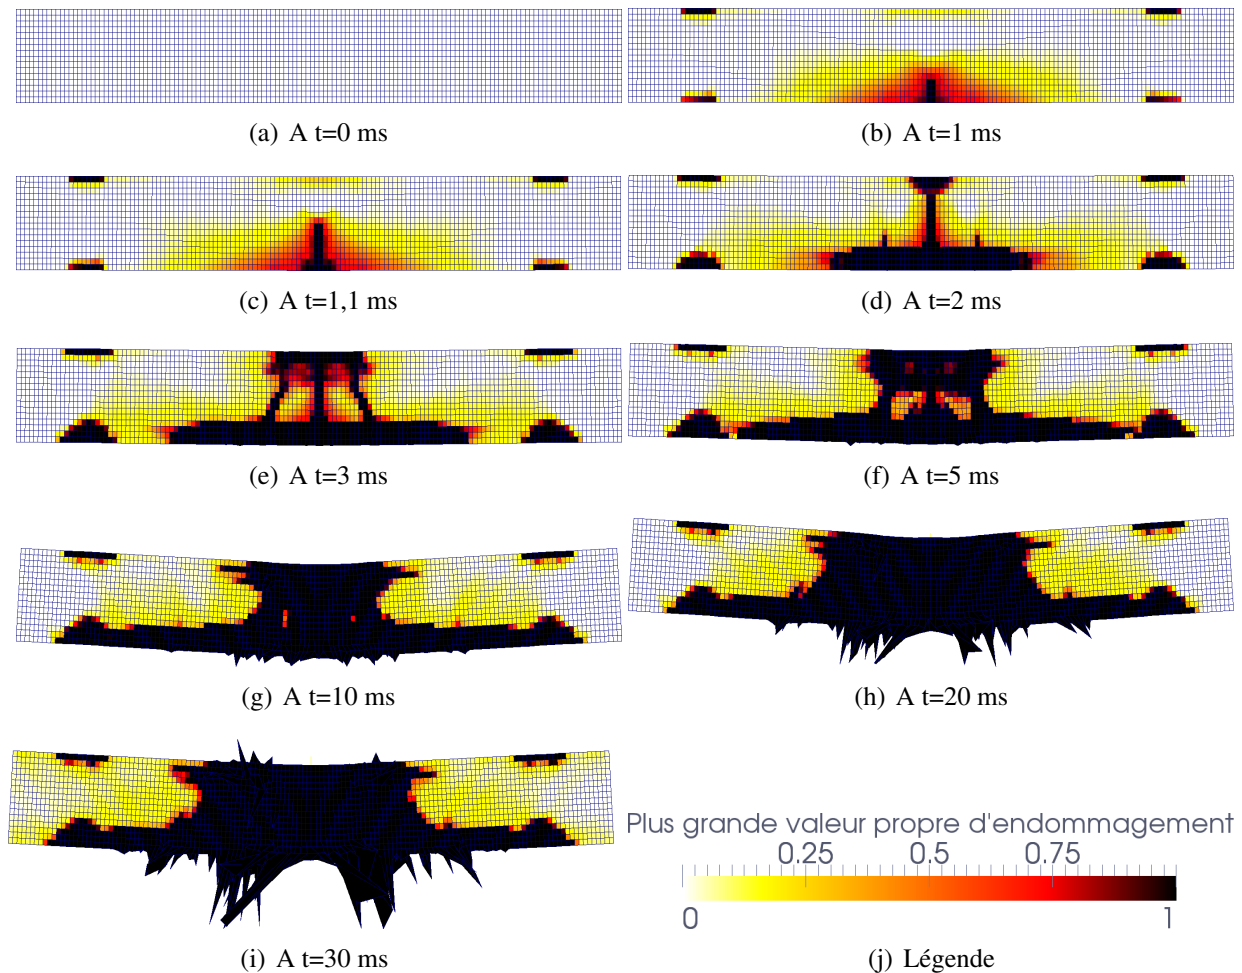 (a) A t=0 ms
(b) A t=1 ms
(c) A t=1,1 ms
(d) A t=2 ms
(e) A t=3 ms
(f) A t=5 ms
(g) A t=10 ms
(h) A t=20 ms
Plus grande valeur propre d'endommagement
0.25 0.5 0.75
0 1
(i) A t=30 ms
(j) Légende